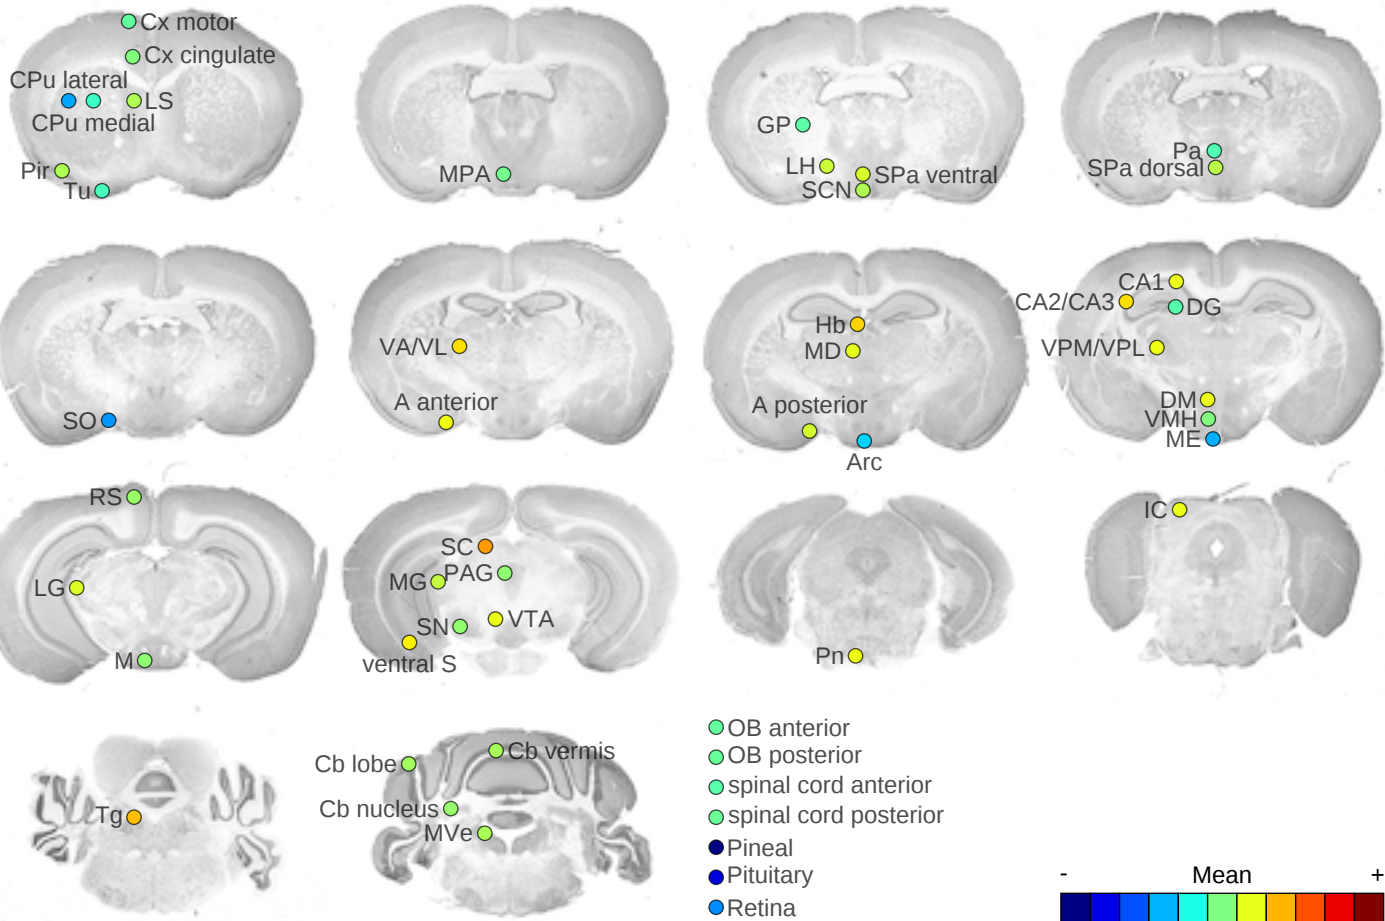 Cx motor
Cx cingulate
CPu lateral
LS
CPu medial
Pir
Tu
MPA
GP
LH
SPa ventral
SCN
Pa
SPa dorsal
SO
VA/VL
A anterior
Hb
MD
A posterior
Arc
CA1
CA2/CA3
DG
VPM/VPL
DM
VMH
ME
RS
LG
M
SC
PAG
MG
SN
VTA
ventral S
Pn
IC
Tg
Cb lobe
Cb vermis
Cb nucleus
MVe
OB anterior
OB posterior
spinal cord anterior
spinal cord posterior
Pineal
Pituitary
Retina
- Mean +